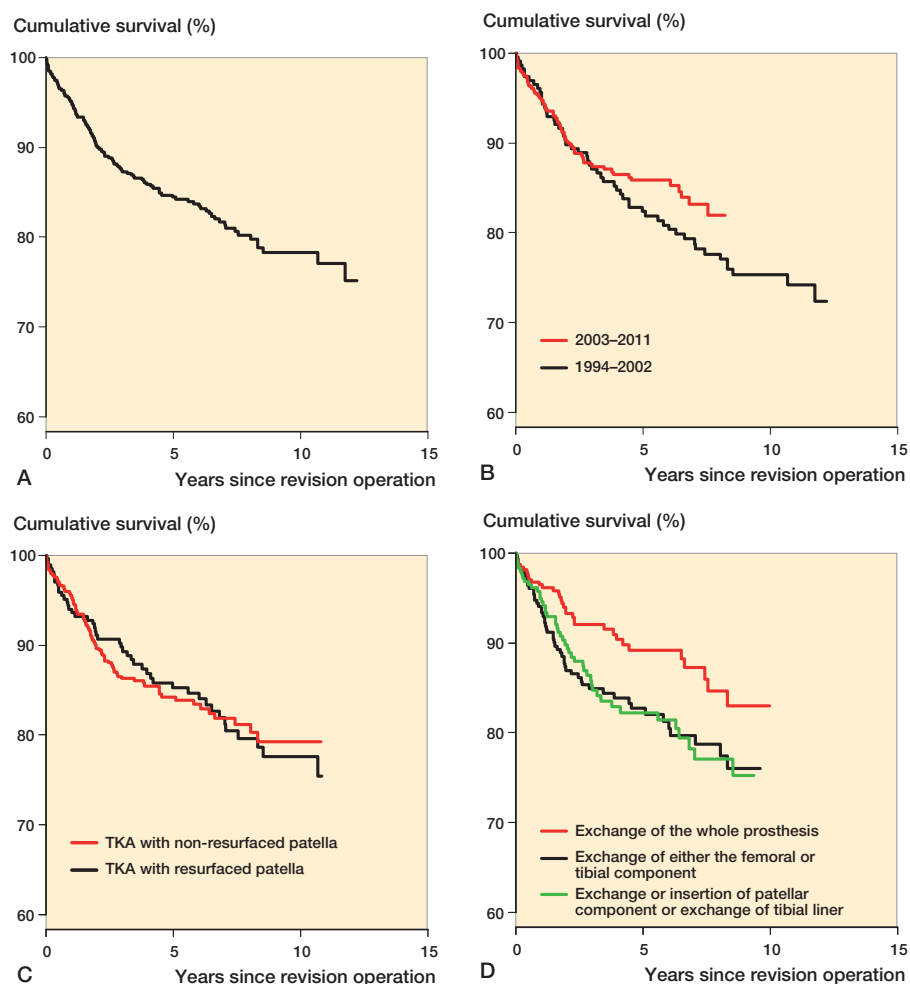 Cumulative survival (%)
100
90
80
70
60
0 5 10 15
Years since revision operation
A
Cumulative survival (%)
100
90
80
70
60
2003–2011
1994–2002
0 5 10 15
Years since revision operation
B
Cumulative survival (%)
100
90
80
70
60
TKA with non-resurfaced patella
TKA with resurfaced patella
0 5 10 15
Years since revision operation
C
Cumulative survival (%)
100
90
80
70
60
Exchange of the whole prosthesis
Exchange of either the femoral or
tibial component
Exchange or insertion of patellar
component or exchange of tibial liner
0 5 10 15
Years since revision operation
D